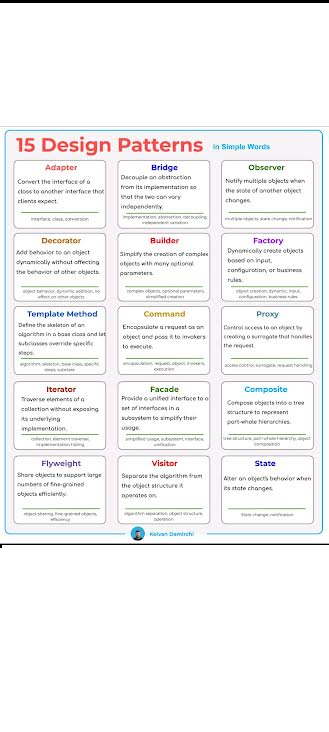 15 Design Patterns in Simple Words
Adapter
Convert the interface of a
class to another interface that
clients expect.
interface, class, conversion
Bridge
Decouple an abstraction
from its implementation so
that the two can vary
independently.
implementation, abstraction, decoupling,
independent variation
Observer
Notify multiple objects when
the state of another object
changes.
multiple objects, state change, notification
Decorator
Add behavior to an object
dynamically without affecting
the behavior of other objects.
object behavior, dynamic addition, no
effect on other objects
Builder
Simplify the creation of complex
objects with many optional
parameters.
complex objects, optional parameters,
simplified creation
Factory
Dynamically create objects
based on input,
configuration, or business
rules.
object creation, dynamic, input,
configuration, business rules
Template Method
Define the skeleton of an
algorithm in a base class and let
subclasses override specific
steps.
algorithm, skeleton, base class, specific
steps, subclass
Command
Encapsulate a request as an
object and pass it to invokers
to execute.
encapsulation, request, object, invokers,
execution
Proxy
Control access to an object by
creating a surrogate that handles
the request.
access control, surrogate, request handling
Iterator
Traverse elements of a
collection without exposing
its underlying
implementation.
collection, element traversal,
implementation hiding
Facade
Provide a unified interface to a
set of interfaces in a
subsystem to simplify their
usage.
simplified usage, subsystem, interface,
unification
Composite
Compose objects into a tree
structure to represent
part-whole hierarchies.
tree structure, part-whole hierarchy, object
composition
Flyweight
Share objects to support large
numbers of fine-grained
objects efficiently.
object sharing, fine-grained objects,
efficiency
Visitor
Separate the algorithm from
the object structure it
operates on.
algorithm separation, object structure,
operation
State
Alter an object's behavior when
its state changes.
State change, notification
Keivan Damirchi